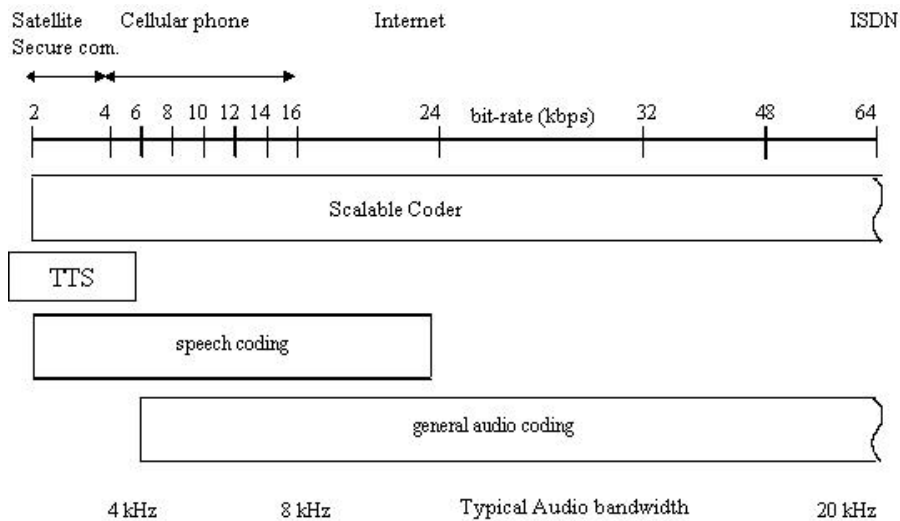 Satellite Cellular phone Internet ISDN
Secure com.
2 4 6 8 10 12 14 16 24 bit-rate (kbps) 32 48 64
Scalable Coder
TTS
speech coding
general audio coding
4 kHz 8 kHz Typical Audio bandwidth 20 kHz